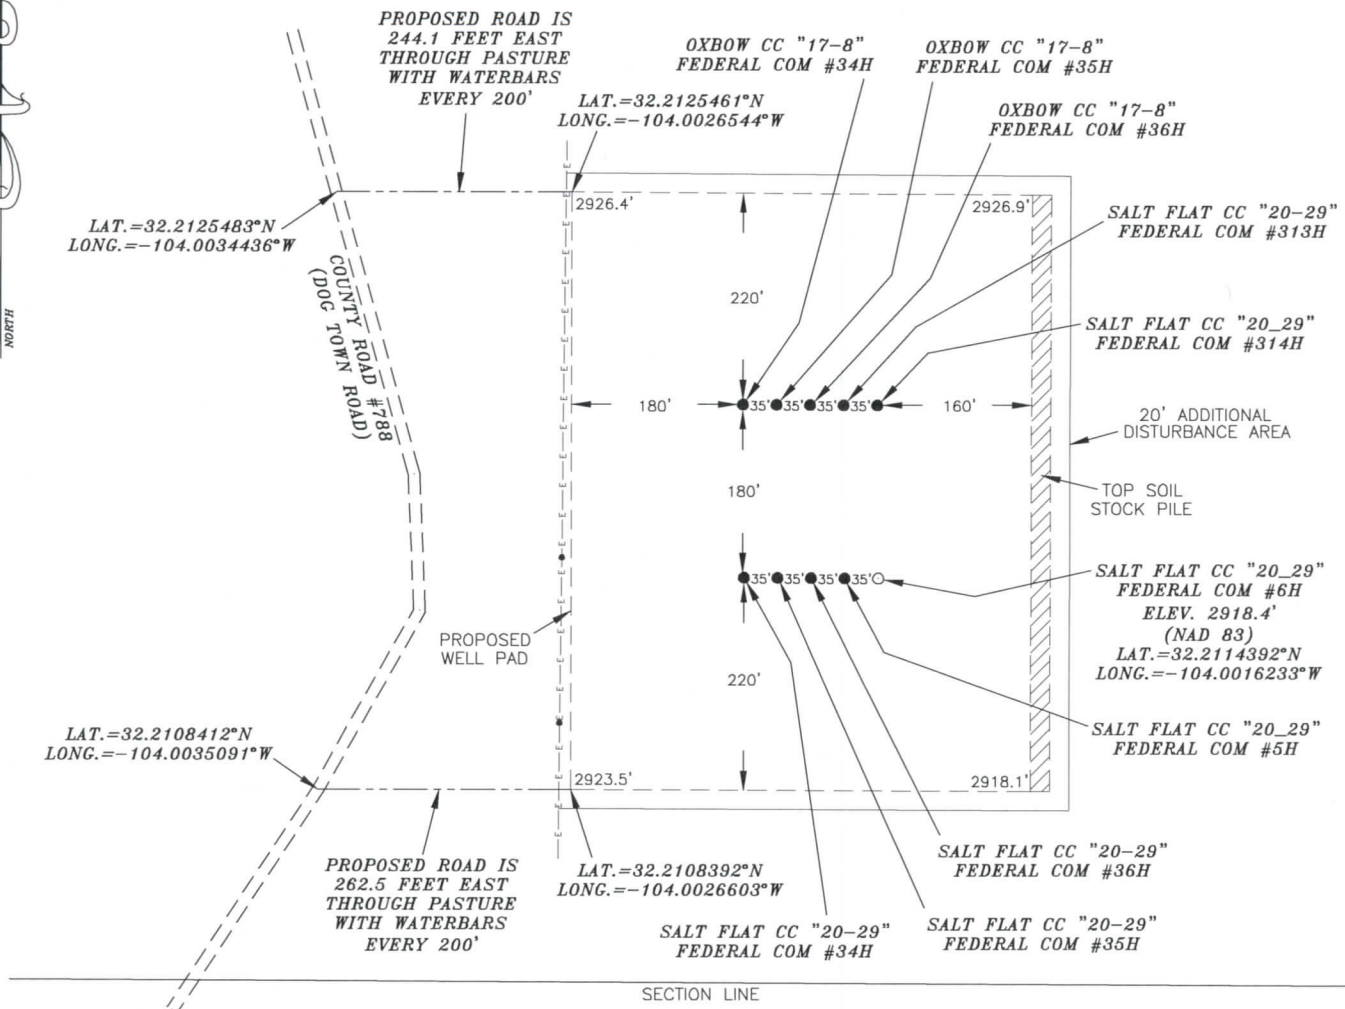 PROPOSED ROAD IS
244.1 FEET EAST
THROUGH PASTURE
WITH WATERBARS
EVERY 200'
OXBOW CC "17-8"
FEDERAL COM #34H
OXBOW CC "17-8"
FEDERAL COM #35H
OXBOW CC "17-8"
FEDERAL COM #36H
LAT.=32.2125461°N
LONG.=-104.0026544°W
LAT.=32.2125483°N
LONG.=-104.0034436°W
2926.4'
2926.9'
SALT FLAT CC "20-29"
FEDERAL COM #313H
NORTH
COUNTY ROAD #788
(DOG TOWN ROAD)
220'
SALT FLAT CC "20_29"
FEDERAL COM #314H
180'
35'
35'
35'
35'
160'
20' ADDITIONAL
DISTURBANCE AREA
180'
TOP SOIL
STOCK PILE
35'
35'
35'
35'
SALT FLAT CC "20_29"
FEDERAL COM #6H
ELEV. 2918.4'
(NAD 83)
LAT.=32.2114392°N
LONG.=-104.0016233°W
PROPOSED
WELL PAD
220'
SALT FLAT CC "20_29"
FEDERAL COM #5H
LAT.=32.2108412°N
LONG.=-104.0035091°W
2923.5'
2918.1'
PROPOSED ROAD IS
262.5 FEET EAST
THROUGH PASTURE
WITH WATERBARS
EVERY 200'
LAT.=32.2108392°N
LONG.=-104.0026603°W
SALT FLAT CC "20-29"
FEDERAL COM #36H
SALT FLAT CC "20-29"
FEDERAL COM #34H
SALT FLAT CC "20-29"
FEDERAL COM #35H
SECTION LINE